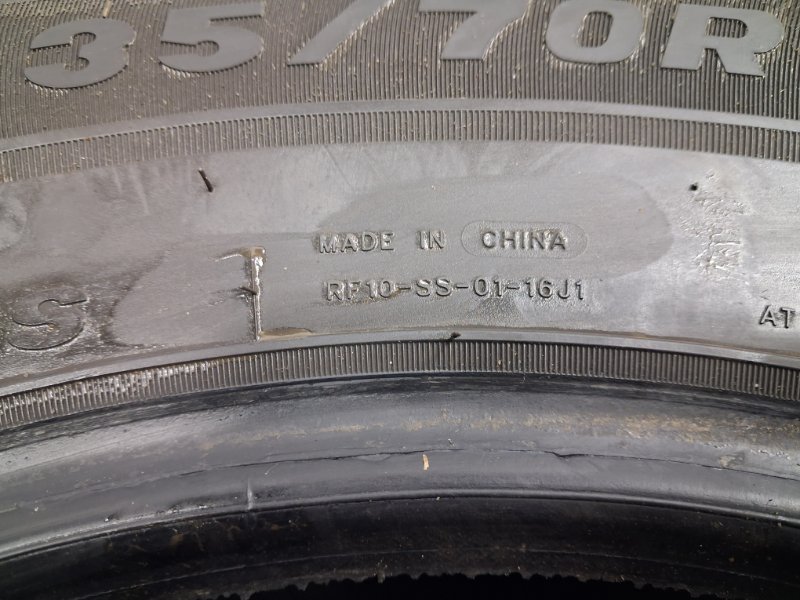 35/70R
MADE IN CHINA
RF10-SS-01-16J1
S
AT